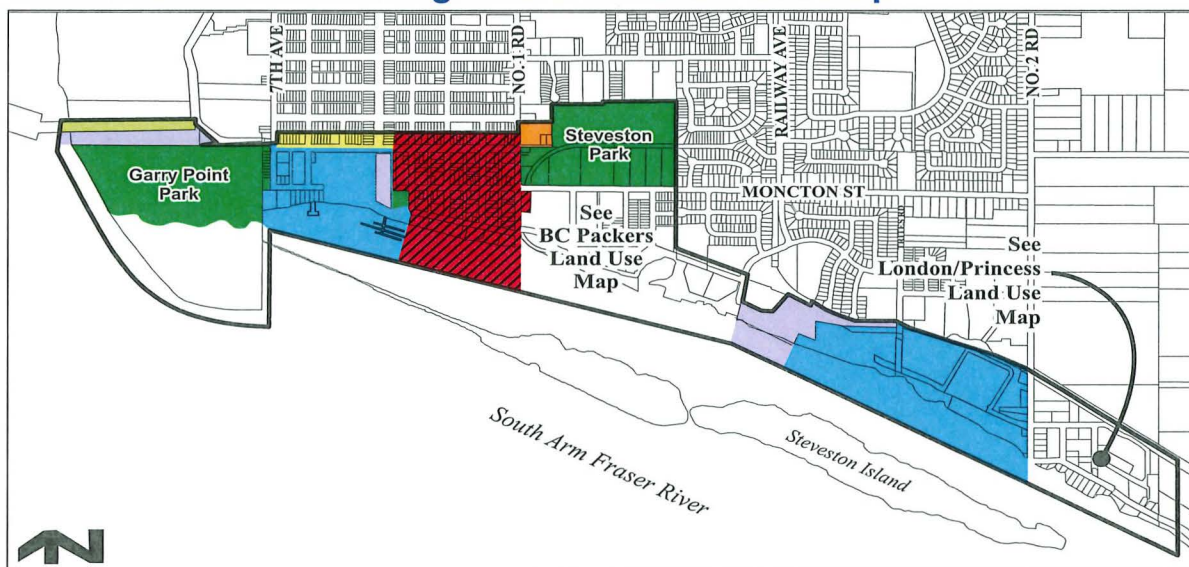 7TH AVE
NO. 1 RD
RAILWAY AVE
NO. 2 RD
Garry Point
Park
Steveston
Park
MONCTON ST
See
BC Packers
Land Use
Map
See
London/Princess
Land Use
Map
South Arm Fraser River
Steveston Island
N